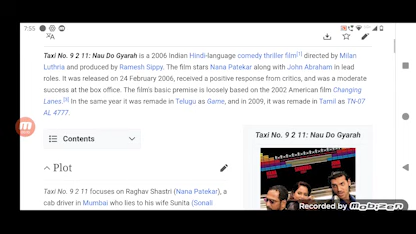 7:55
Taxi No. 9 2 11: Nau Do Gyarah is a 2006 Indian Hindi-language comedy thriller film[1] directed by Milan
Luthria and produced by Ramesh Sippy. The film stars Nana Patekar along with John Abraham in lead
roles. It was released on 24 February 2006, received a positive response from critics, and was a moderate
success at the box office. The film's basic premise is loosely based on the 2002 American film Changing
Lanes.[3] In the same year it was remade in Telugu as Game, and in 2009, it was remade in Tamil as TN-07
AL 4777.
Contents
Taxi No. 9 2 11: Nau Do Gyarah
Plot
Taxi No. 9 2 11 focuses on Raghav Shastri (Nana Patekar), a
cab driver in Mumbai who lies to his wife Sunita (Sonali
Recorded by Mobizen